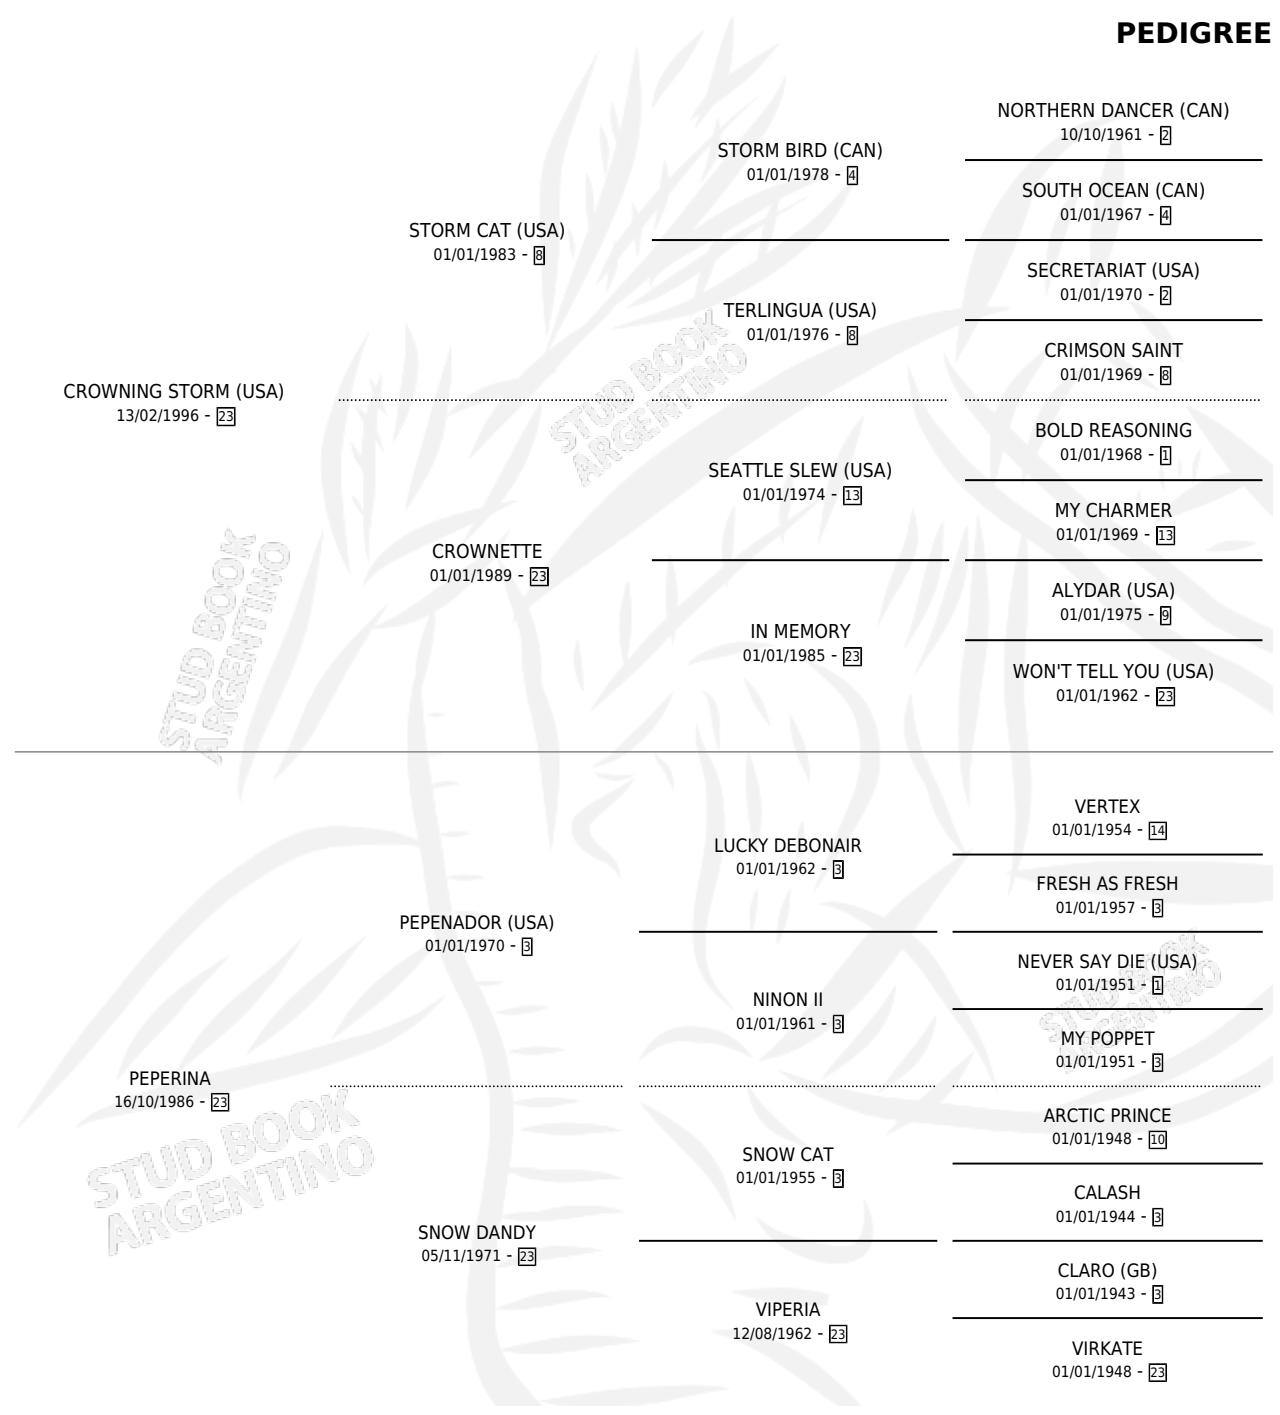 PEDIGREE
CROWNING STORM (USA)
13/02/1996 - 23
STORM CAT (USA)
01/01/1983 - 8
STORM BIRD (CAN)
01/01/1978 - 4
NORTHERN DANCER (CAN)
10/10/1961 - 2
SOUTH OCEAN (CAN)
01/01/1967 - 4
TERLINGUA (USA)
01/01/1976 - 8
SECRETARIAT (USA)
01/01/1970 - 2
CRIMSON SAINT
01/01/1969 - 8
CROWNETTE
01/01/1989 - 23
SEATTLE SLEW (USA)
01/01/1974 - 13
BOLD REASONING
01/01/1968 - 1
MY CHARMER
01/01/1969 - 13
IN MEMORY
01/01/1985 - 23
ALYDAR (USA)
01/01/1975 - 9
WON'T TELL YOU (USA)
01/01/1962 - 23
PEPERINA
16/10/1986 - 23
PEPENADOR (USA)
01/01/1970 - 3
LUCKY DEBONAIR
01/01/1962 - 3
VERTEX
01/01/1954 - 14
FRESH AS FRESH
01/01/1957 - 3
NINON II
01/01/1961 - 3
NEVER SAY DIE (USA)
01/01/1951 - 1
MY POPPET
01/01/1951 - 3
SNOW DANDY
05/11/1971 - 23
SNOW CAT
01/01/1955 - 3
ARCTIC PRINCE
01/01/1948 - 10
CALASH
01/01/1944 - 3
VIPERIA
12/08/1962 - 23
CLARO (GB)
01/01/1943 - 3
VIRKATE
01/01/1948 - 23
STUD BOOK
ARGENTINO
STUD BOOK
ARGENTINO
STUD BOOK
ARGENTINO
STUD BOOK
ARGENTINO